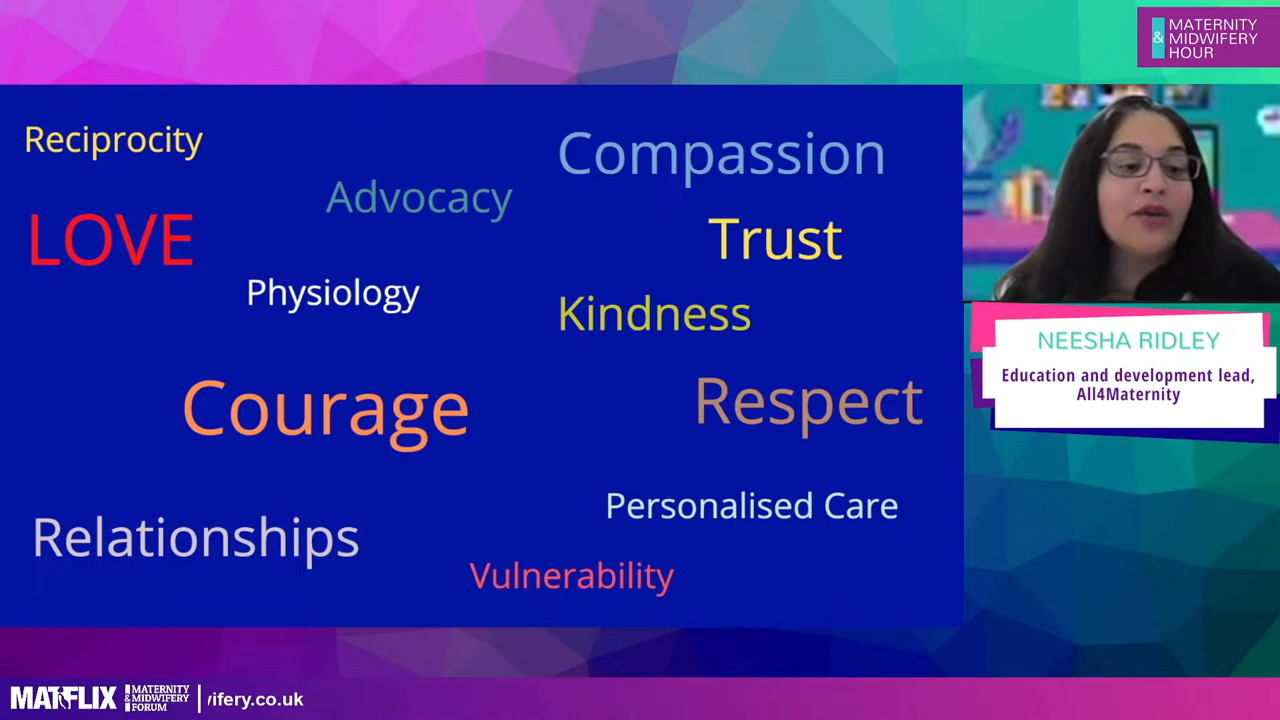 MATERNITY
& MIDWIFERY
HOUR
Reciprocity
Compassion
Advocacy
LOVE
Trust
Physiology
Kindness
Courage
Respect
Personalised Care
Relationships
Vulnerability
NEESHA RIDLEY
Education and development lead,
All4Maternity
MATFLIX
MATERNITY
& MIDWIFERY
FORUM
ifery.co.uk